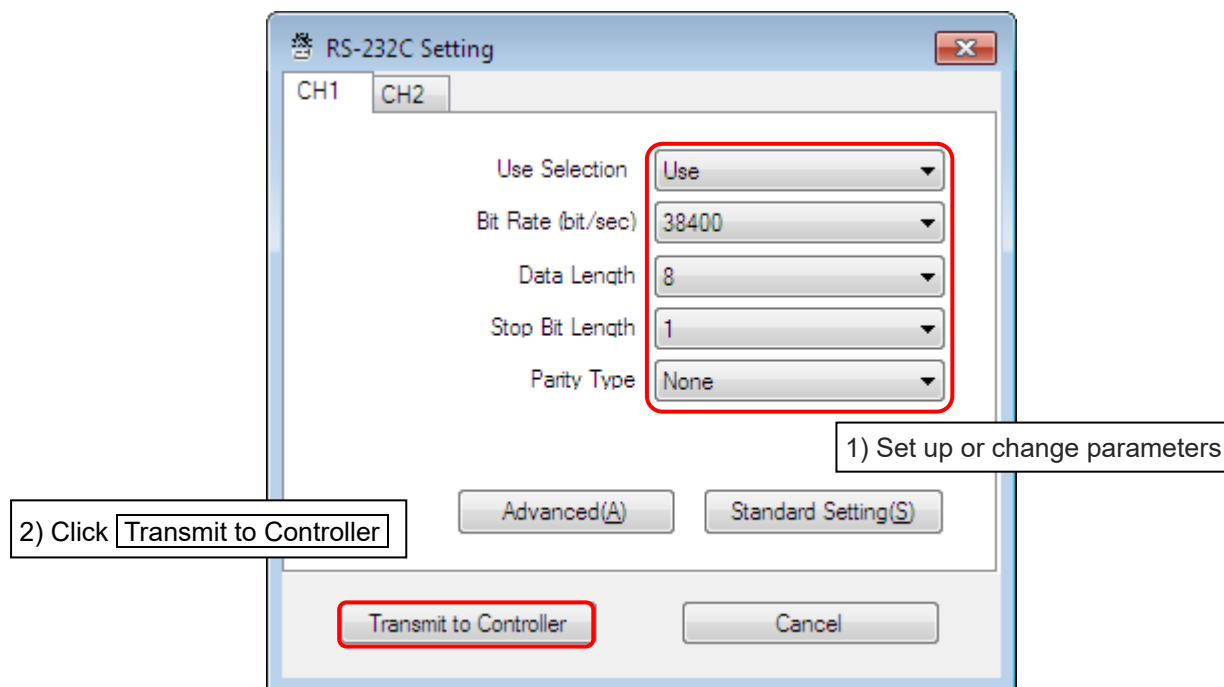 RS-232C Setting
CH1 CH2
Use Selection Use
Bit Rate (bit/sec) 38400
Data Length 8
Stop Bit Length 1
Parity Type None
1) Set up or change parameters
Advanced(A) Standard Setting(S)
2) Click Transmit to Controller
Transmit to Controller Cancel